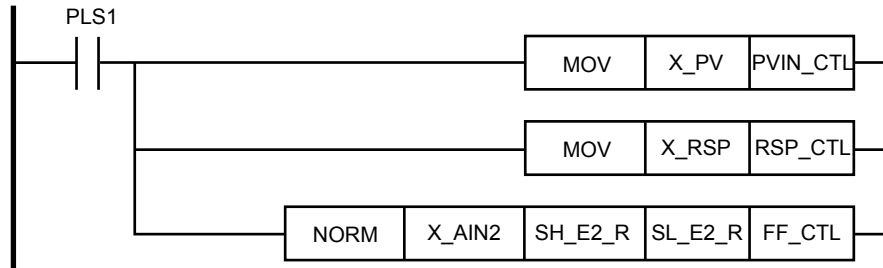 PLS1
MOV X_PV PVIN_CTL
MOV X_RSP RSP_CTL
NORM X_AIN2 SH_E2_R SL_E2_R FF_CTL